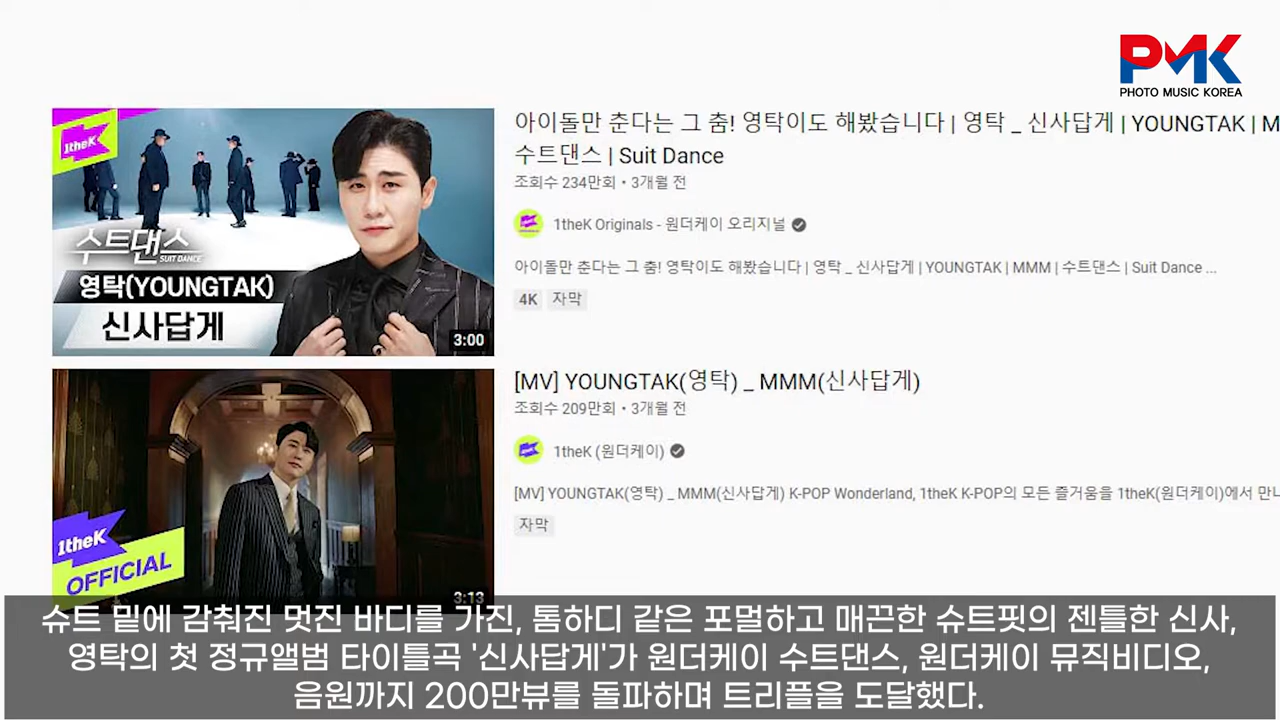 PMK
PHOTO MUSIC KOREA
1theK
수트댄스
SUIT DANCE
영탁(YOUNGTAK)
신사답게
3:00
아이돌만 춘다는 그 춤! 영탁이도 해봤습니다 | 영탁 _ 신사답게 | YOUNGTAK | M
수트댄스 | Suit Dance
조회수 234만회 • 3개월 전
1theK Originals - 원더케이 오리지널
아이돌만 춘다는 그 춤! 영탁이도 해봤습니다 | 영탁 _ 신사답게 | YOUNGTAK | MMM | 수트댄스 | Suit Dance ...
4K 자막
1theK
OFFICIAL
3:13
[MV] YOUNGTAK(영탁) _ MMM(신사답게)
조회수 209만회 • 3개월 전
1theK (원더케이)
[MV] YOUNGTAK(영탁) _ MMM(신사답게) K-POP Wonderland, 1theK K-POP의 모든 즐거움을 1theK(원더케이)에서 만나
자막
슈트 밑에 감춰진 멋진 바디를 가진, 톰하디 같은 포멀하고 매끈한 슈트핏의 젠틀한 신사,
영탁의 첫 정규앨범 타이틀곡 '신사답게'가 원더케이 수트댄스, 원더케이 뮤직비디오,
음원까지 200만뷰를 돌파하며 트리플을 도달했다.